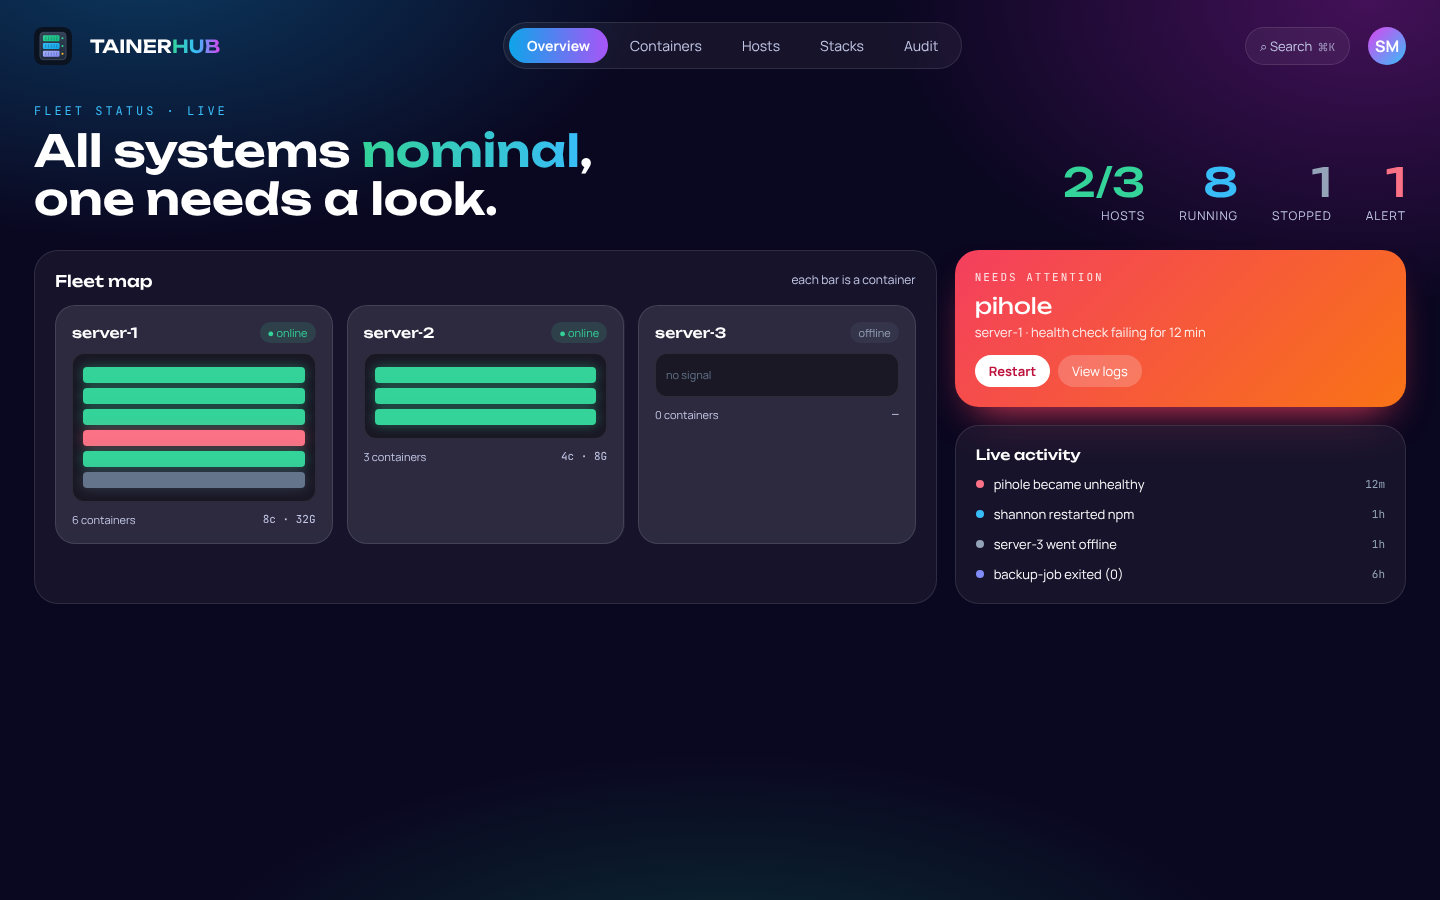 TAINERHUB
Overview
Containers
Hosts
Stacks
Audit
Search ⌘K
SM
FLEET STATUS · LIVE
All systems nominal,
one needs a look.
2/3
HOSTS
8
RUNNING
1
STOPPED
1
ALERT
Fleet map
each bar is a container
server-1
online
6 containers
8c · 32G
server-2
online
3 containers
4c · 8G
server-3
offline
no signal
0 containers
—
NEEDS ATTENTION
pihole
server-1 · health check failing for 12 min
Restart
View logs
Live activity
pihole became unhealthy 12m
shannon restarted npm 1h
server-3 went offline 1h
backup-job exited (0) 6h